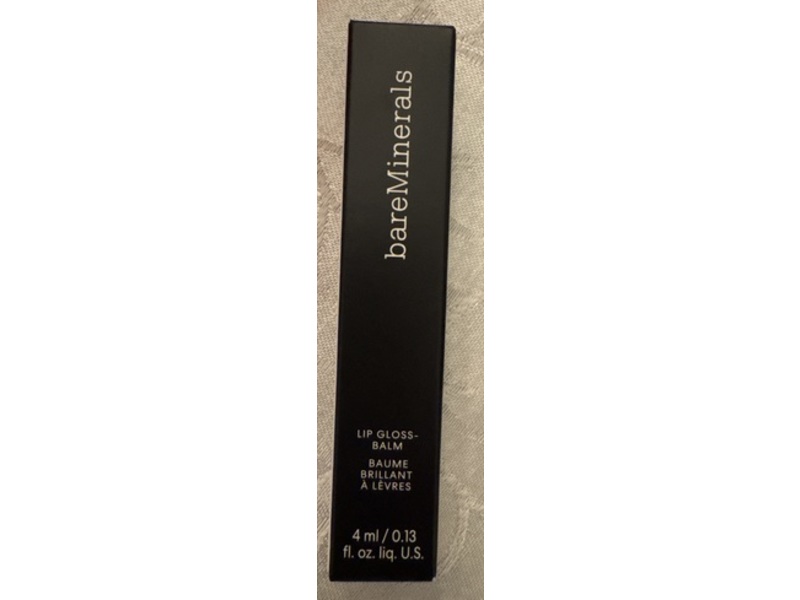 bareMinerals
LIP GLOSS-
BALM
BAUME
BRILLANT
À LÈVRES
4 ml / 0.13
fl. oz. liq. U.S.